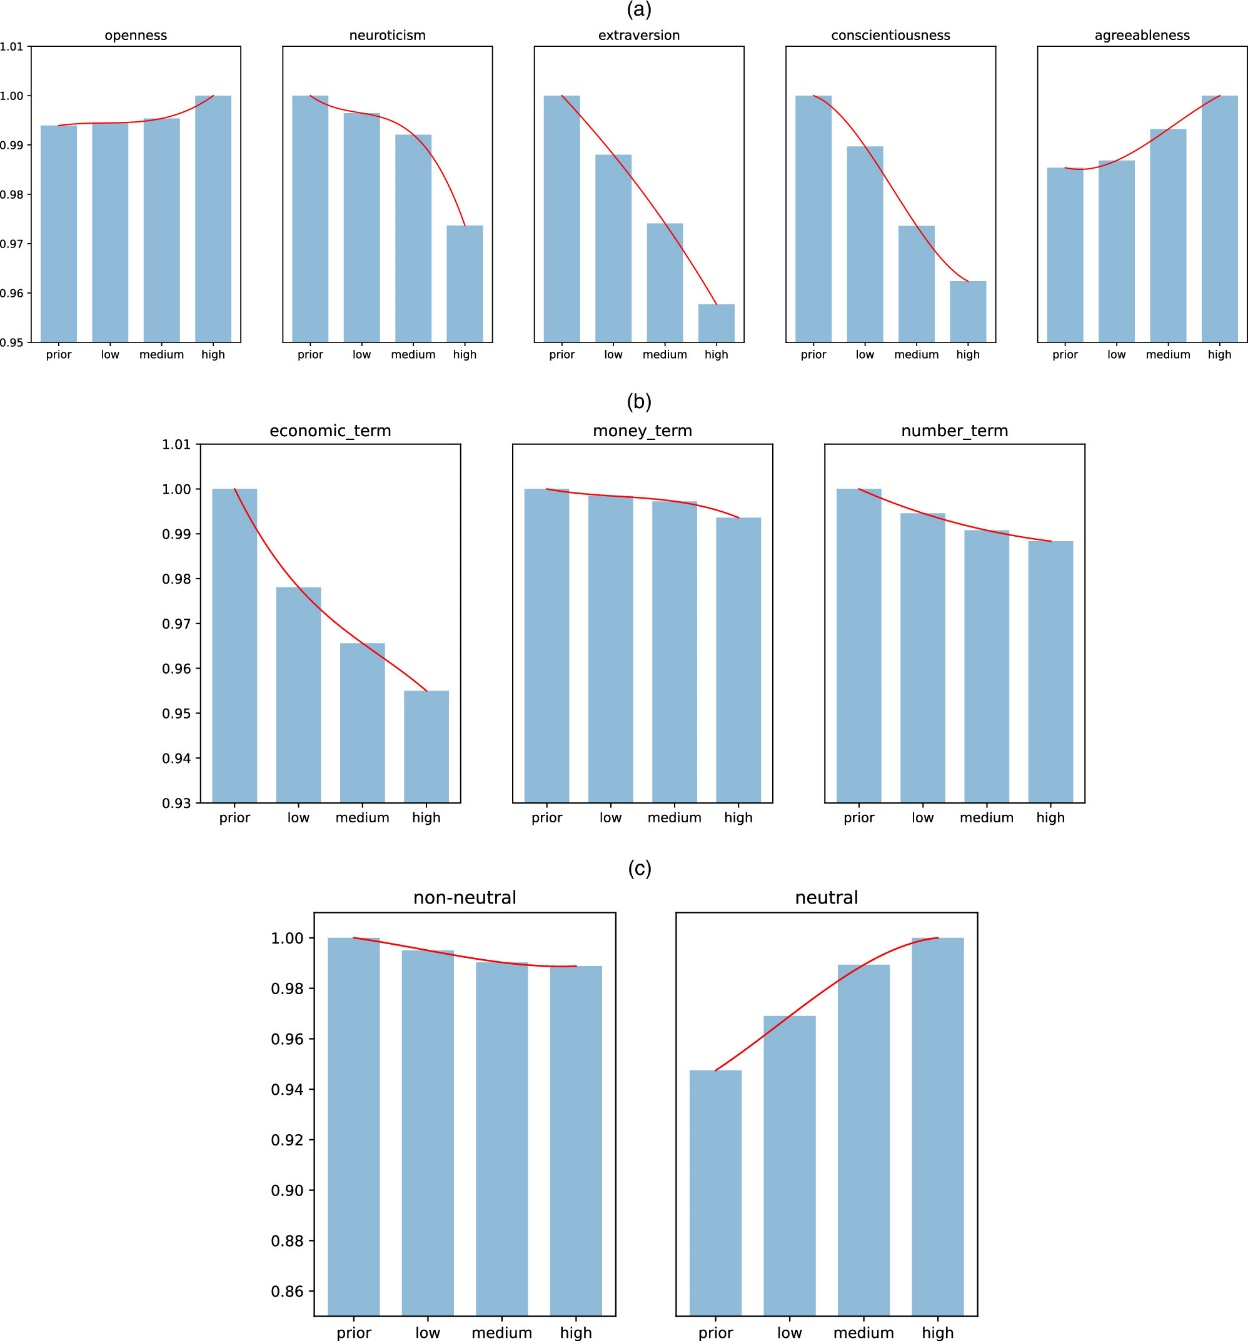 (a)
openness neuroticism extraversion conscientiousness agreeableness
1.01
1.00
0.99
0.98
0.97
0.96
0.95
prior low medium high prior low medium high prior low medium high prior low medium high prior low medium high
(b)
economic_term money_term number_term
1.01
1.00
0.99
0.98
0.97
0.96
0.95
0.94
0.93
prior low medium high prior low medium high prior low medium high
(c)
non-neutral neutral
1.00
0.98
0.96
0.94
0.92
0.90
0.88
0.86
prior low medium high prior low medium high